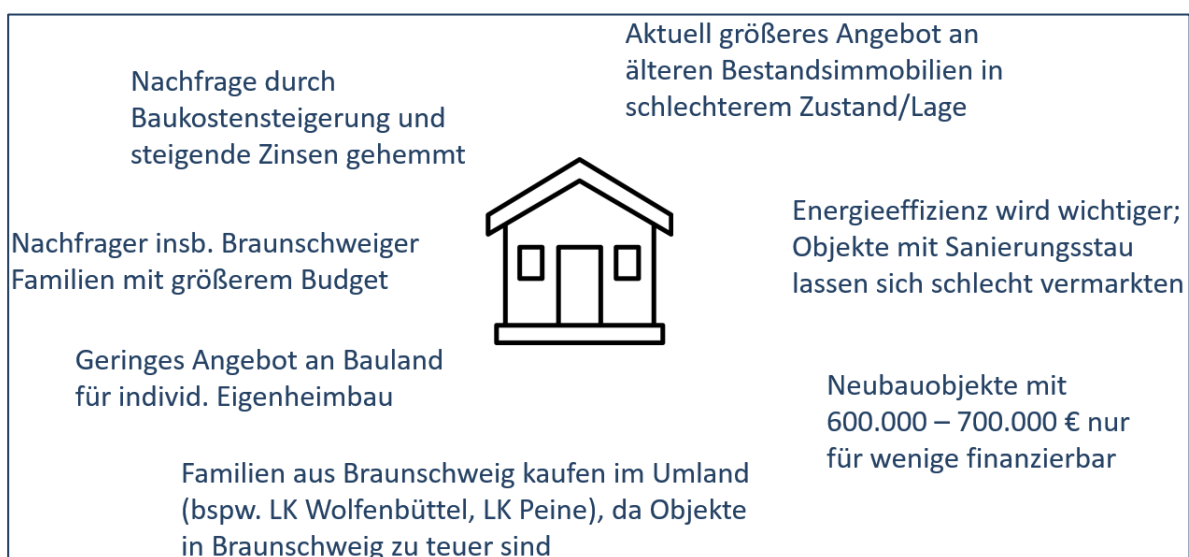 Aktuell größeres Angebot an
älteren Bestandsimmobilien in
schlechterem Zustand/Lage
Nachfrage durch
Baukostensteigerung und
steigende Zinsen gehemmt
Energieeffizienz wird wichtiger;
Objekte mit Sanierungsstau
lassen sich schlecht vermarkten
Nachfrager insb. Braunschweiger
Familien mit größerem Budget
Geringes Angebot an Bauland
für individ. Eigenheimbau
Neubauobjekte mit
600.000 – 700.000 € nur
für wenige finanzierbar
Familien aus Braunschweig kaufen im Umland
(bspw. LK Wolfenbüttel, LK Peine), da Objekte
in Braunschweig zu teuer sind